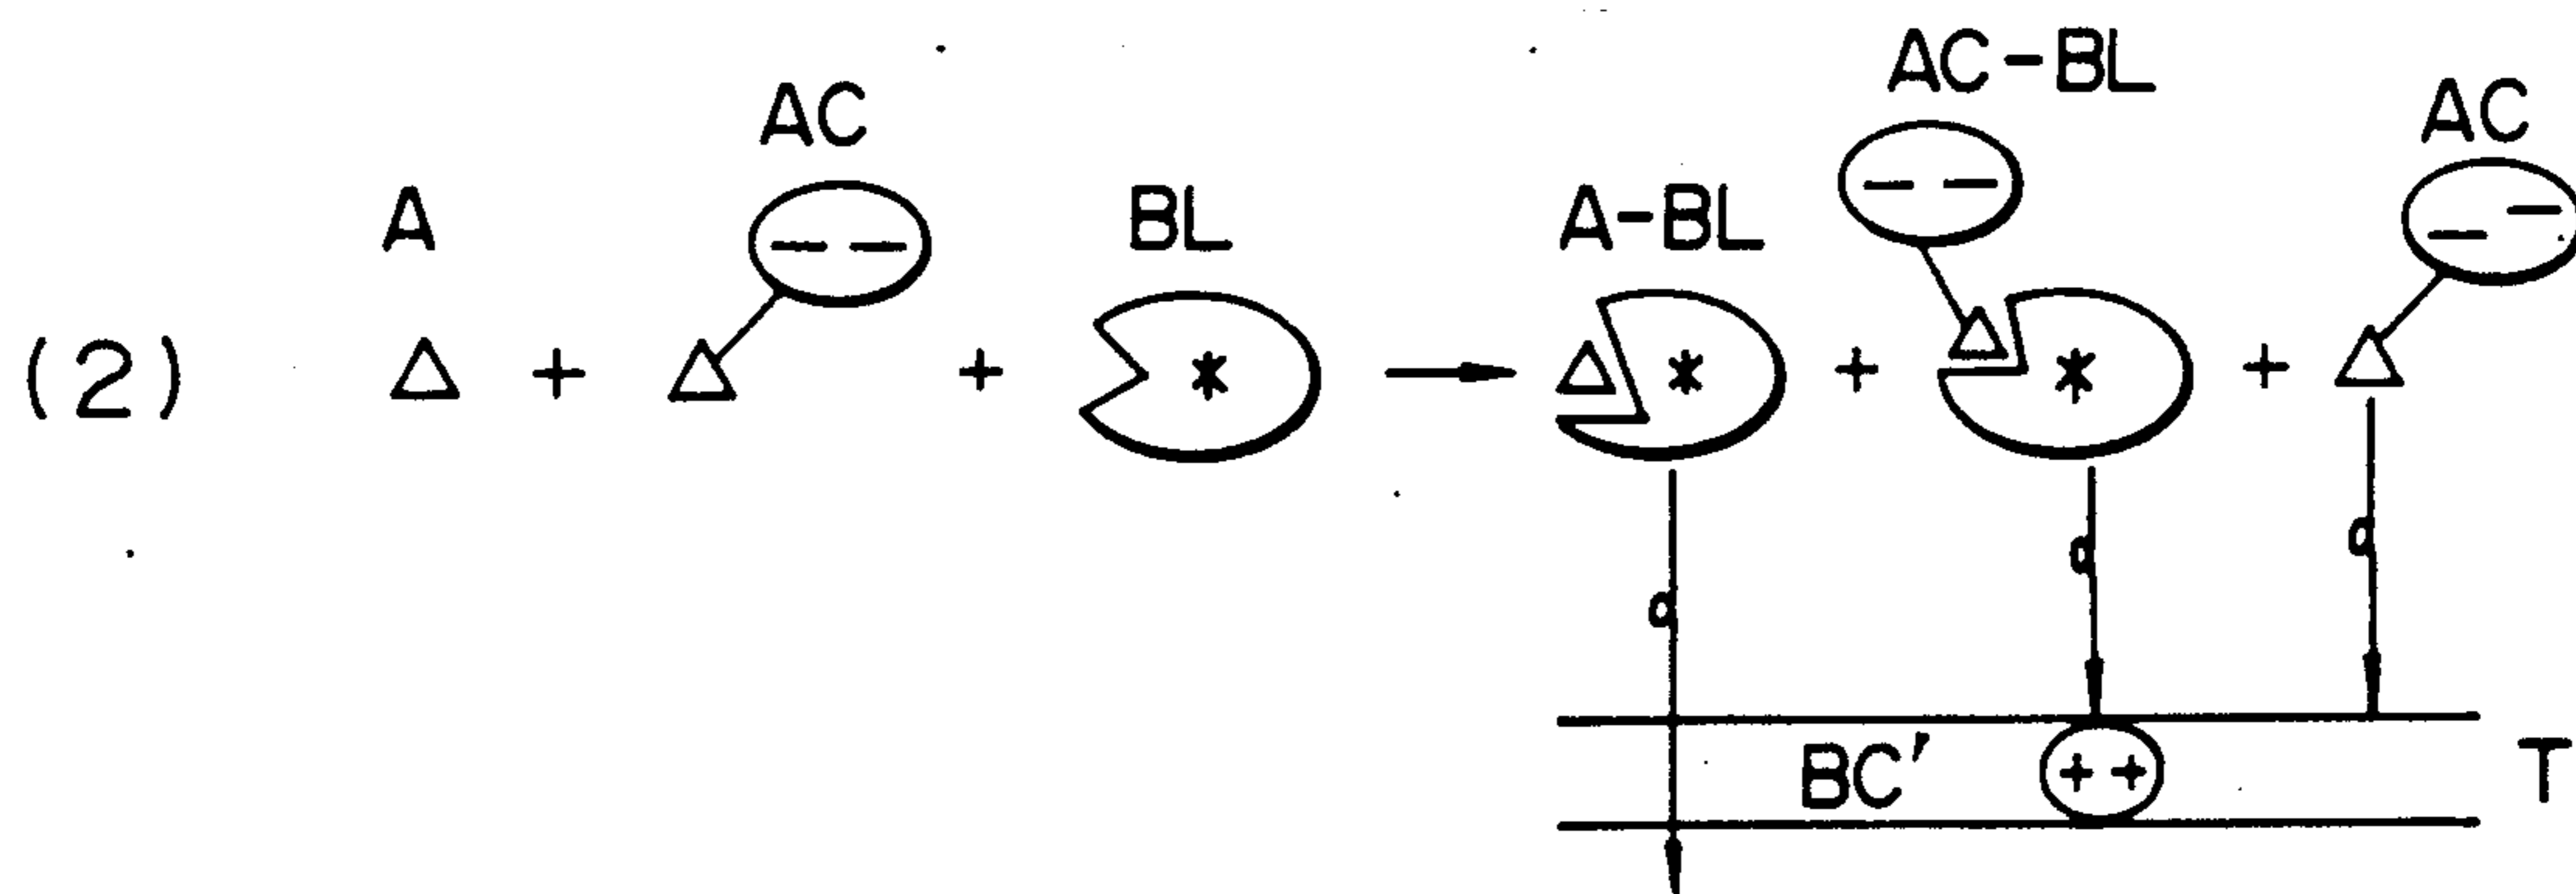 AC-BL
AC AC
A BL A-BL
(2) + + * → * + * +
d
d
d
BC' ++ T